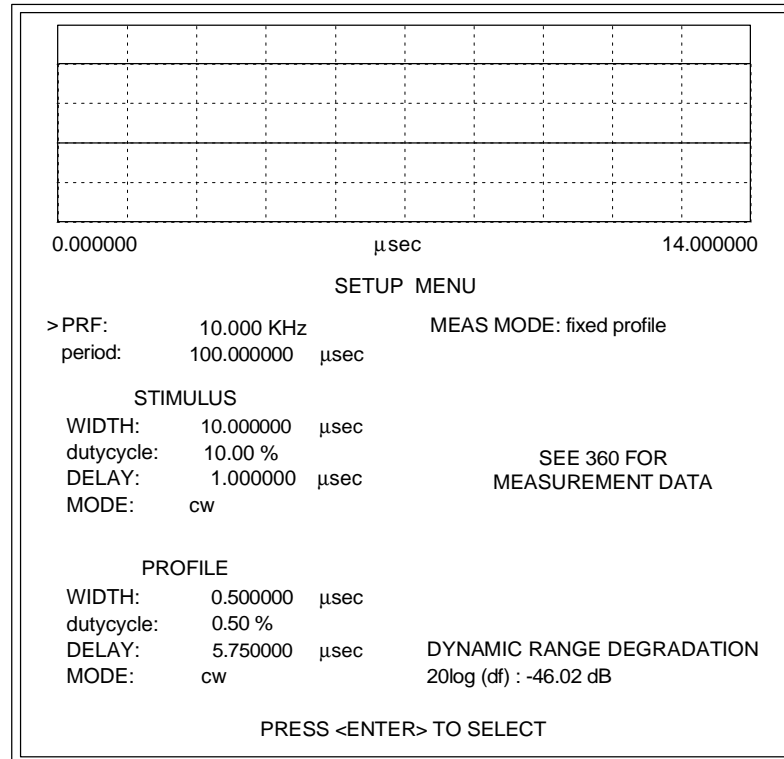 0.000000 µsec 14.000000
SETUP MENU
>PRF: 10.000 KHz MEAS MODE: fixed profile
period: 100.000000 µsec
STIMULUS
WIDTH: 10.000000 µsec
dutycycle: 10.00 %
DELAY: 1.000000 µsec
MODE: cw
SEE 360 FOR
MEASUREMENT DATA
PROFILE
WIDTH: 0.500000 µsec
dutycycle: 0.50 %
DELAY: 5.750000 µsec
MODE: cw
DYNAMIC RANGE DEGRADATION
20log (df) : -46.02 dB
PRESS <ENTER> TO SELECT